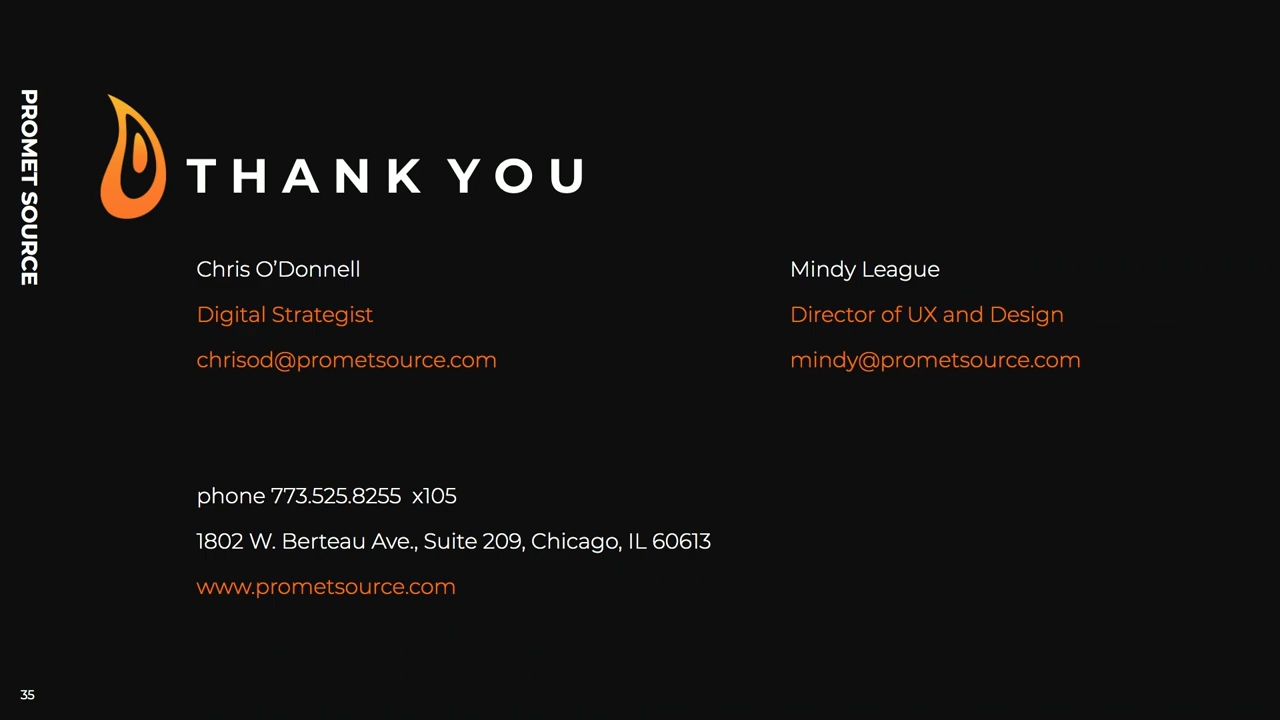 PROMET SOURCE
THANK YOU
Chris O’Donnell
Digital Strategist
chrisod@prometsource.com
Mindy League
Director of UX and Design
mindy@prometsource.com
phone 773.525.8255  x105
1802 W. Berteau Ave., Suite 209, Chicago, IL 60613
www.prometsource.com
35